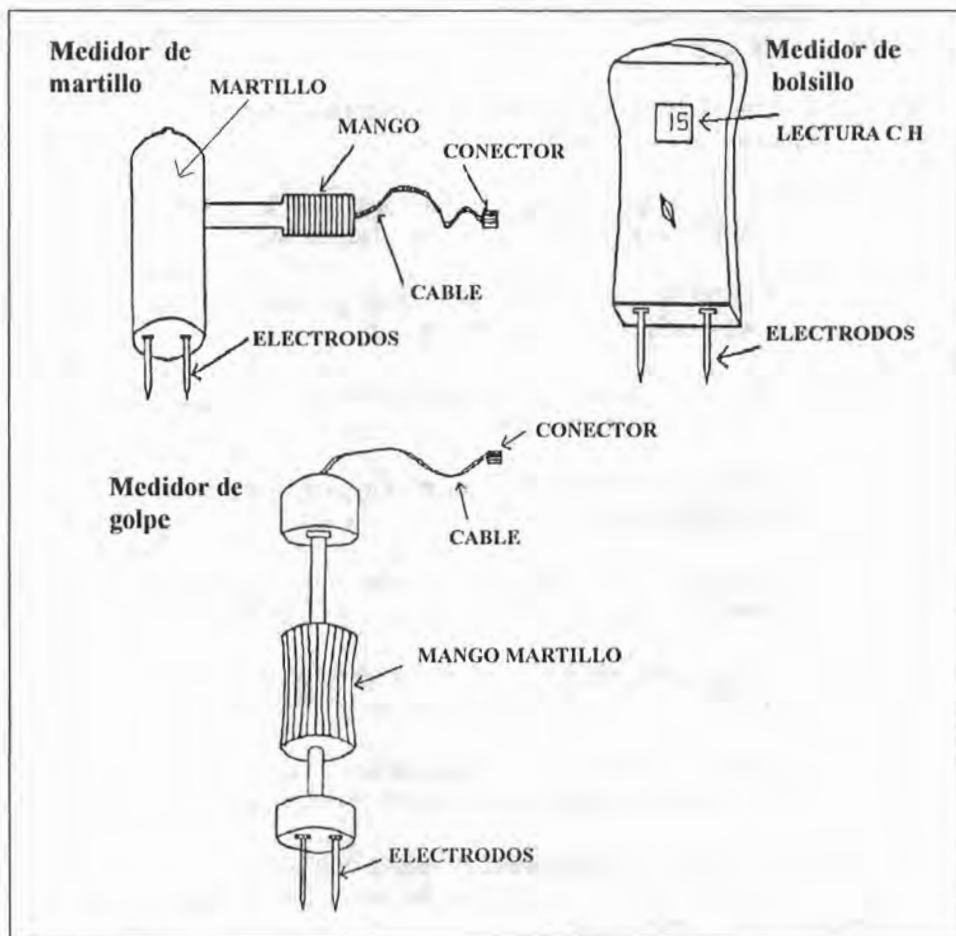 Medidor de
martillo
MARTILLO
MANGO
CONECTOR
CABLE
ELECTRODOS
Medidor de
bolsillo
15
LECTURA C H
ELECTRODOS
Medidor de
golpe
CONECTOR
CABLE
MANGO MARTILLO
ELECTRODOS